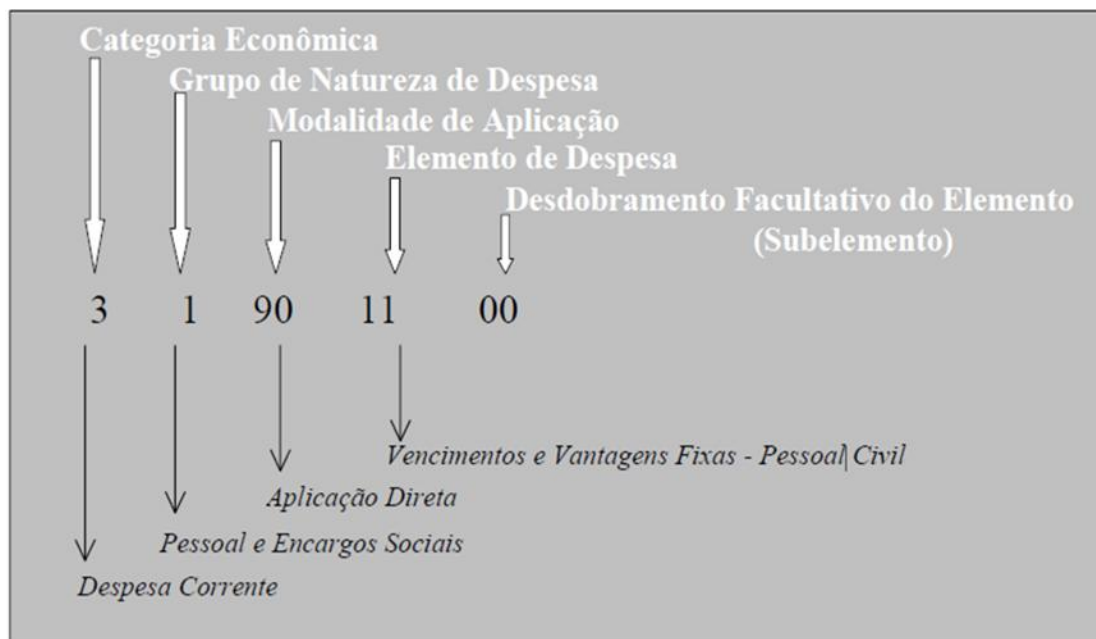 Categoria Econômica
Grupo de Natureza de Despesa
Modalidade de Aplicação
Elemento de Despesa
Desdobramento Facultativo do Elemento
(Subelemento)
3 1 90 11 00
Vencimentos e Vantagens Fixas - Pessoal Civil
Aplicação Direta
Pessoal e Encargos Sociais
Despesa Corrente